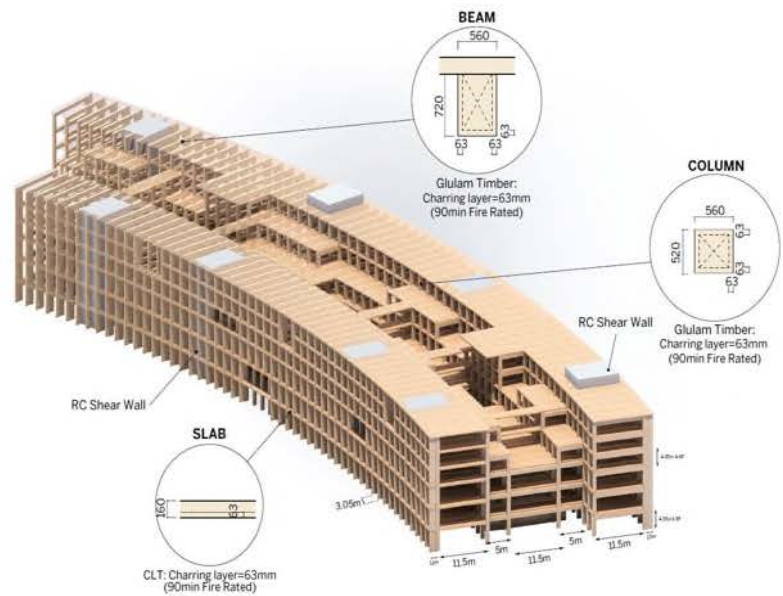 BEAM
560
720
63
63 63
Glulam Timber:
Charring layer=63mm
(90min Fire Rated)
COLUMN
560
520
63
63
63
Glulam Timber:
Charring layer=63mm
(90min Fire Rated)
RC Shear Wall
RC Shear Wall
SLAB
160
63
CLT: Charring layer=63mm
(90min Fire Rated)
3.05m
11.5m
5m
11.5m
5m
11.5m